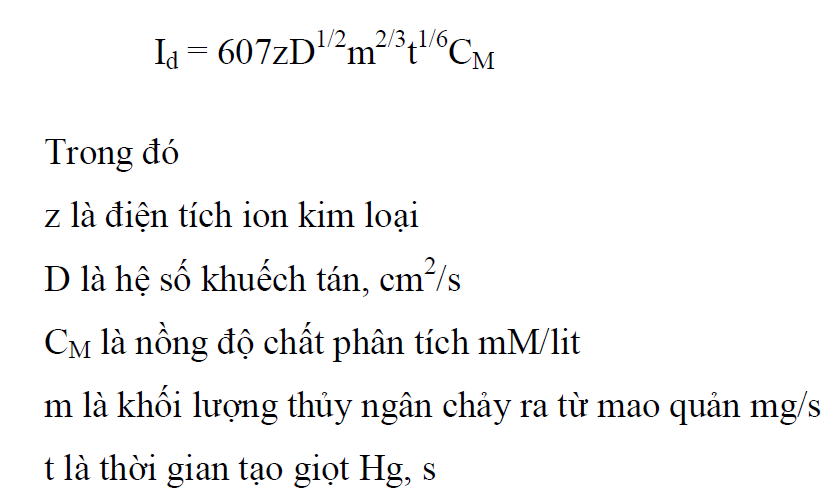 I_d = 607zD^{1/2}m^{2/3}t^{1/6}C_M
Trong đó
z là điện tích ion kim loại
D là hệ số khuếch tán, cm²/s
C_M là nồng độ chất phân tích mM/lit
m là khối lượng thủy ngân chảy ra từ mao quản mg/s
t là thời gian tạo giọt Hg, s